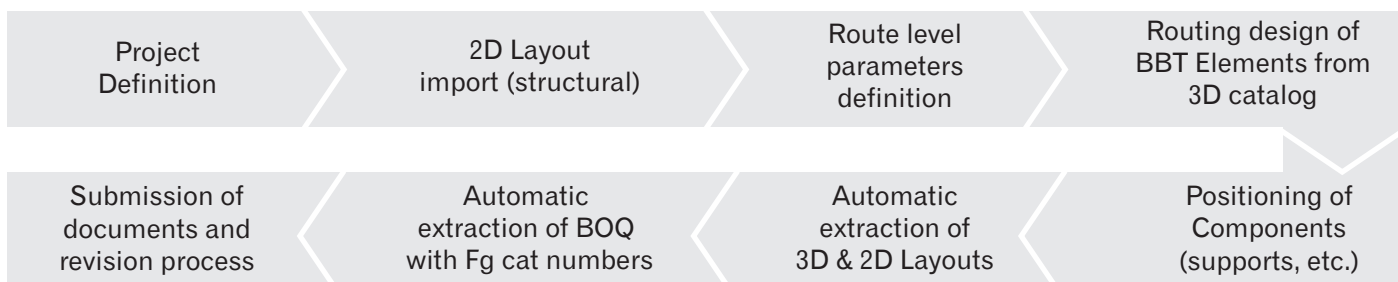 Project
Definition
2D Layout
import (structural)
Route level
parameters
definition
Routing design of
BBT Elements from
3D catalog
Positioning of
Components
(supports, etc.)
Automatic
extraction of
3D & 2D Layouts
Automatic
extraction of BOQ
with Fg cat numbers
Submission of
documents and
revision process